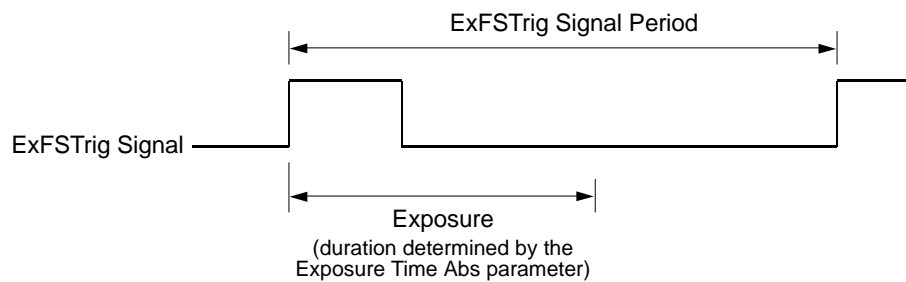 ExFSTrig Signal Period
ExFSTrig Signal
Exposure
(duration determined by the
Exposure Time Abs parameter)